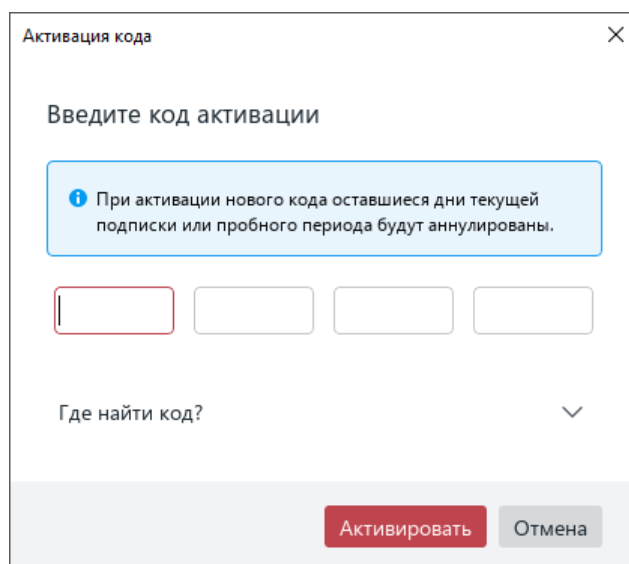 Активация кода
Введите код активации
При активации нового кода оставшиеся дни текущей
подписки или пробного периода будут аннулированы.
Где найти код?
Активировать Отмена